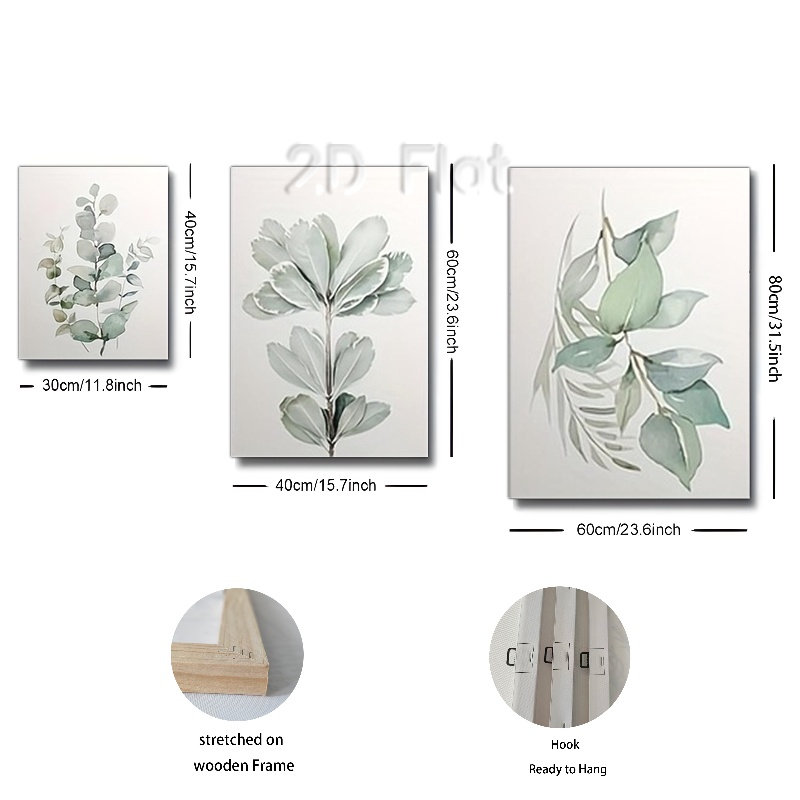 2D Flat
40cm/15.7inch
30cm/11.8inch
60cm/23.6inch
40cm/15.7inch
80cm/31.5inch
60cm/23.6inch
stretched on
wooden Frame
Hook
Ready to Hang